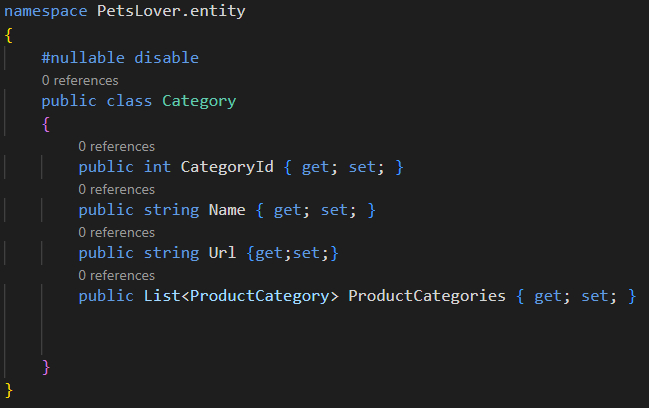 namespace PetsLover.entity
{
#nullable disable
0 references
public class Category
{
0 references
public int CategoryId { get; set; }
0 references
public string Name { get; set; }
0 references
public string Url {get;set;}
0 references
public List<ProductCategory> ProductCategories { get; set; }
}
}